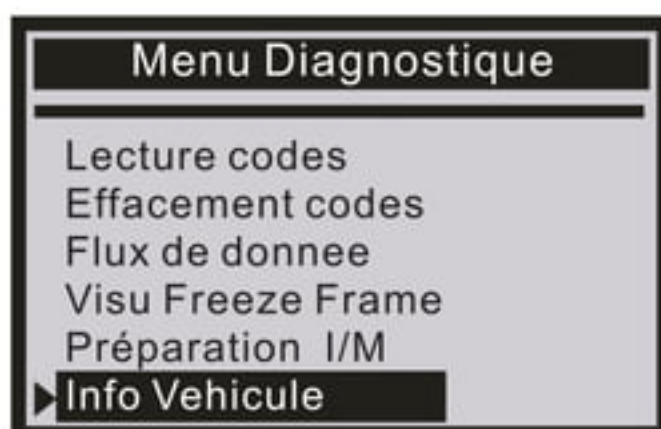 Menu Diagnostique
Lecture codes
Effacement codes
Flux de donnee
Visu Freeze Frame
Préparation I/M
Info Vehicule